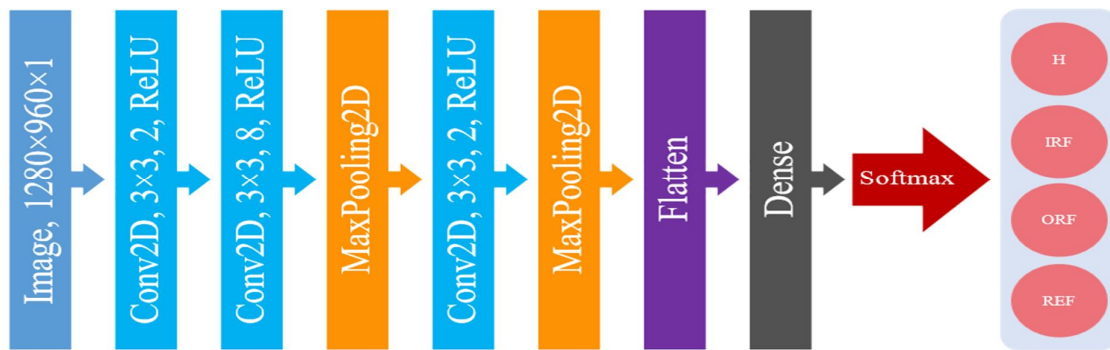 Image, 1280×960×1
Conv2D, 3×3, 2, ReLU
Conv2D, 3×3, 8, ReLU
MaxPooling2D
Conv2D, 3×3, 2, ReLU
MaxPooling2D
Flatten
Dense
Softmax
H
IRF
ORF
REF